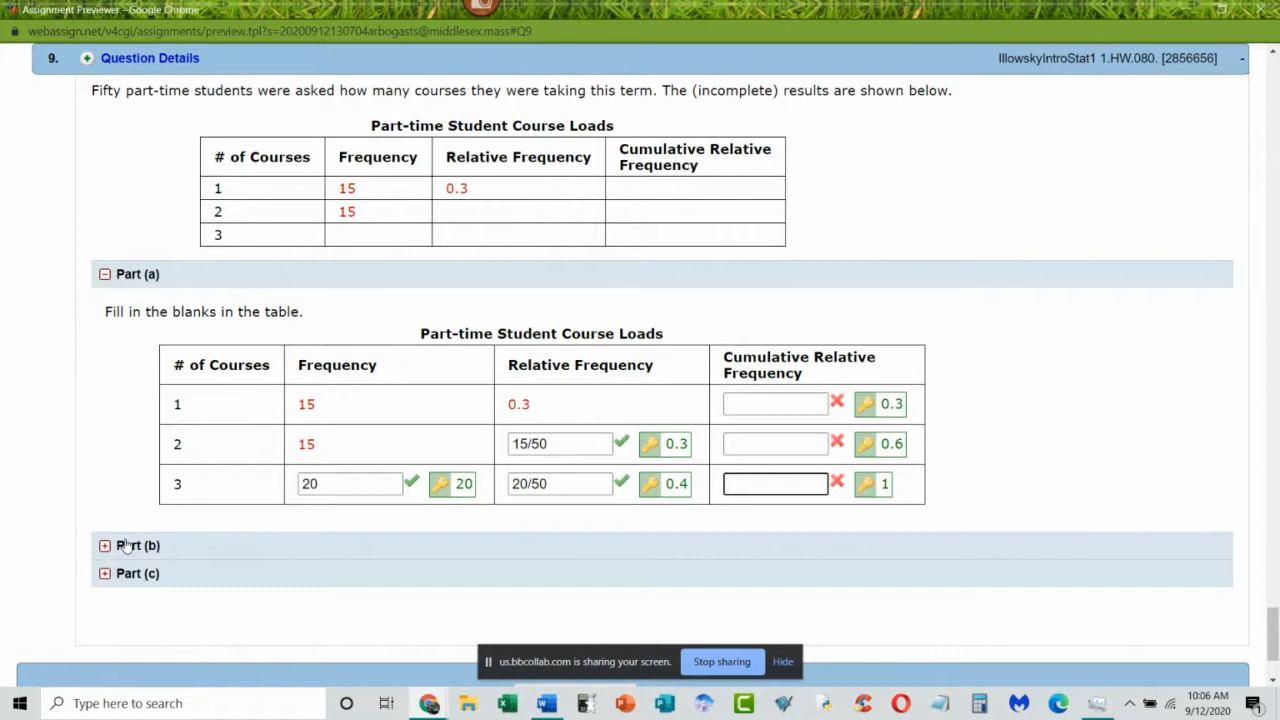 Assignment Previewer - Google Chrome
webassign.net/v4cgi/assignments/preview.tpl?s=20200912130704arbogasts@middlesex.mass#Q9
9. Question Details IllowskyIntroStat1 1.HW.080. [2856656] -
Fifty part-time students were asked how many courses they were taking this term. The (incomplete) results are shown below.
Part-time Student Course Loads
# of Courses Frequency Relative Frequency Cumulative Relative Frequency
1 15 0.3
2 15
3
Part (a)
Fill in the blanks in the table.
Part-time Student Course Loads
# of Courses Frequency Relative Frequency Cumulative Relative Frequency
1 15 0.3 0.3
2 15 15/50 0.3 0.6
3 20 20 20/50 0.4 1
Part (b)
Part (c)
us.bbcollab.com is sharing your screen. Stop sharing Hide
Type here to search
10:06 AM
9/12/2020